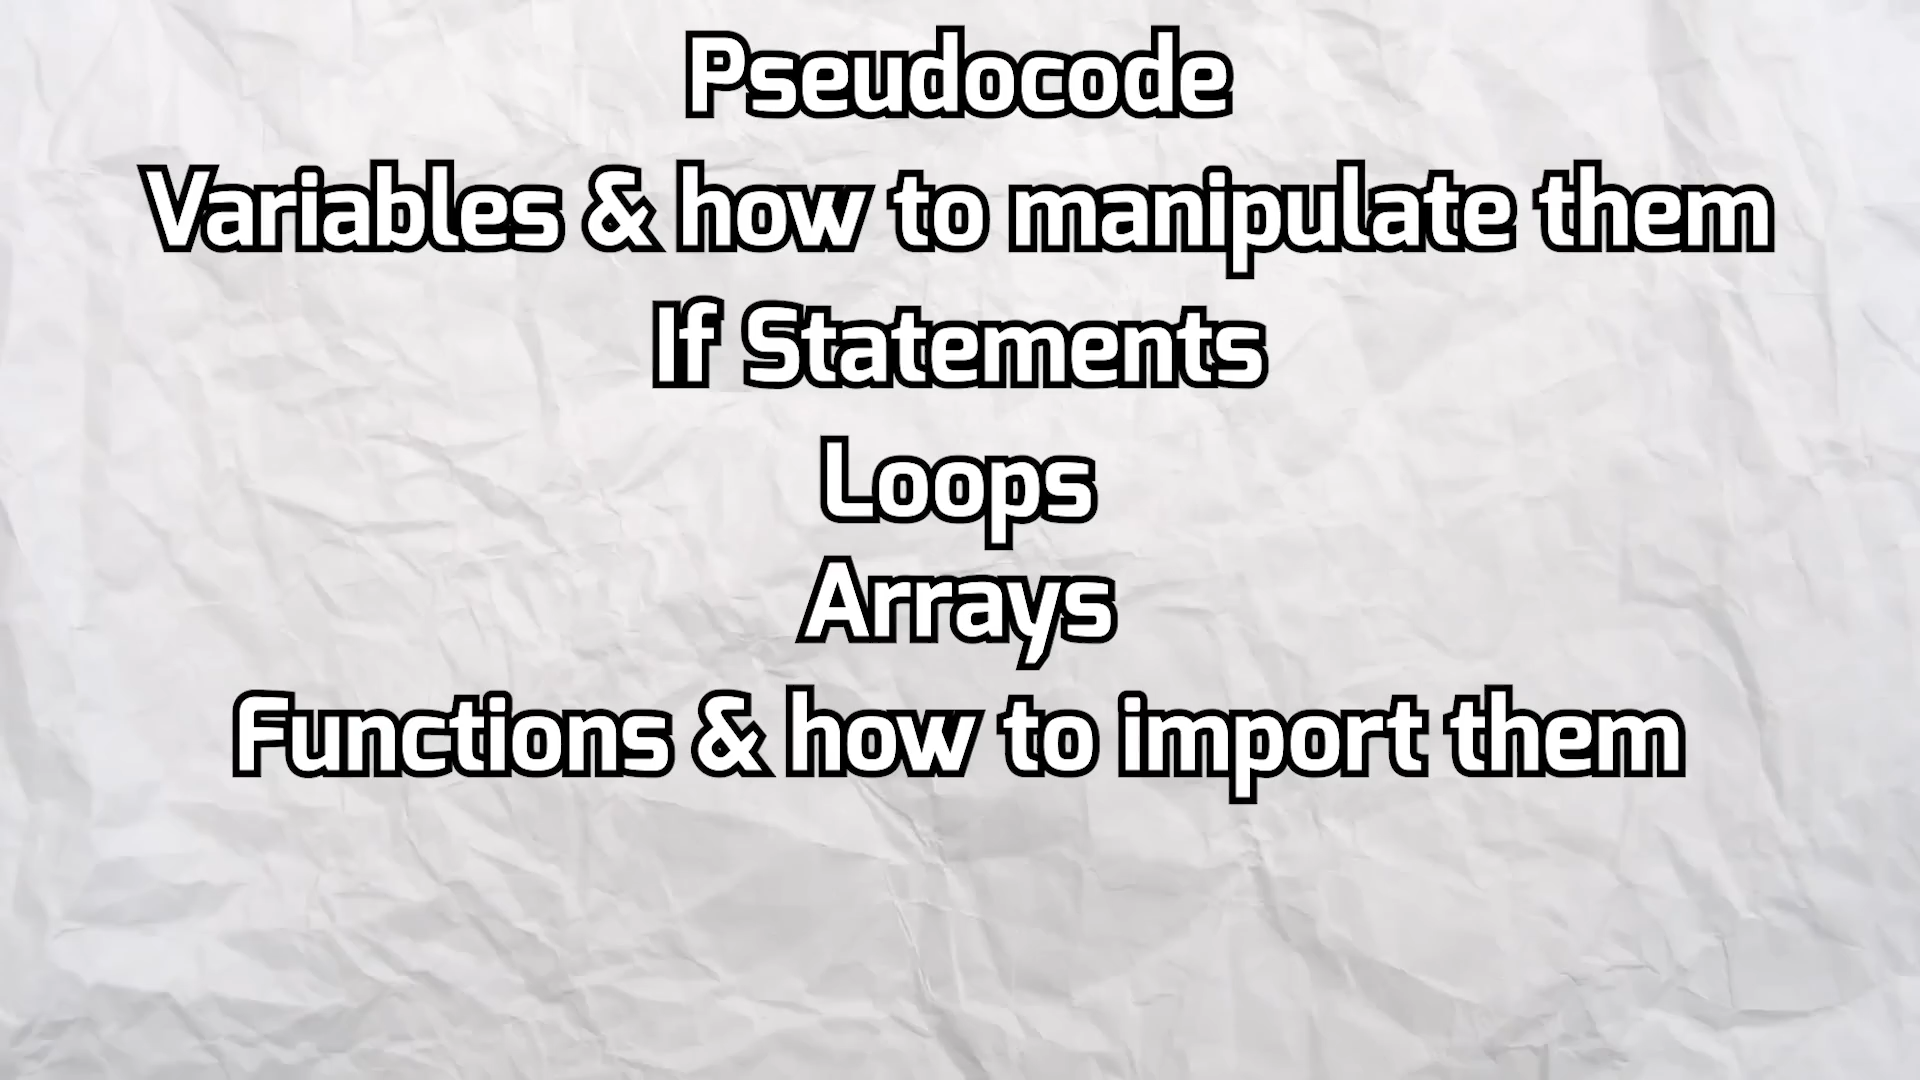 Pseudocode
Variables & how to manipulate them
If Statements
Loops
Arrays
Functions & how to import them